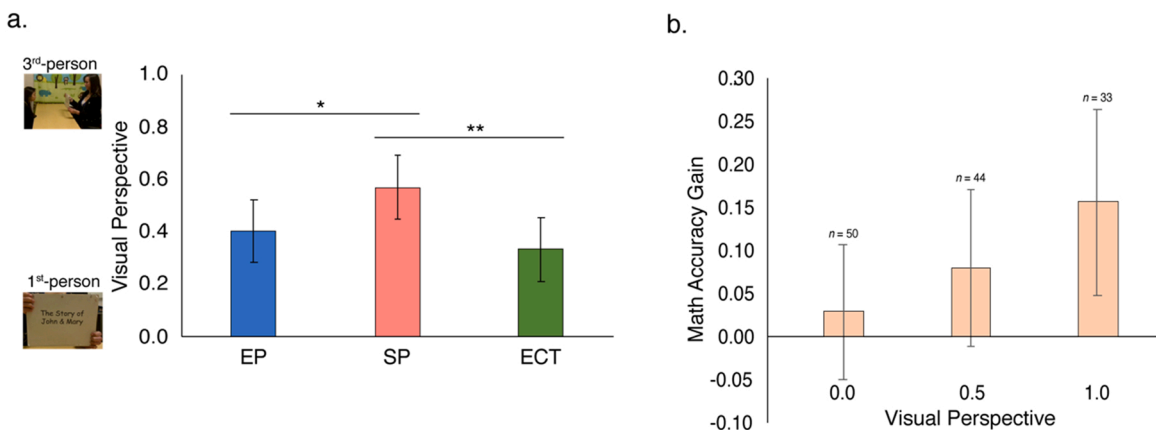 a.
3rd-person
1st-person
The Story of
John & Mary
Visual Perspective
1.0
0.8
0.6
0.4
0.2
0.0
*
**
EP SP ECT
b.
Math Accuracy Gain
0.30
0.25
0.20
0.15
0.10
0.05
0.00
-0.05
-0.10
n = 50
n = 44
n = 33
0.0 0.5 1.0
Visual Perspective